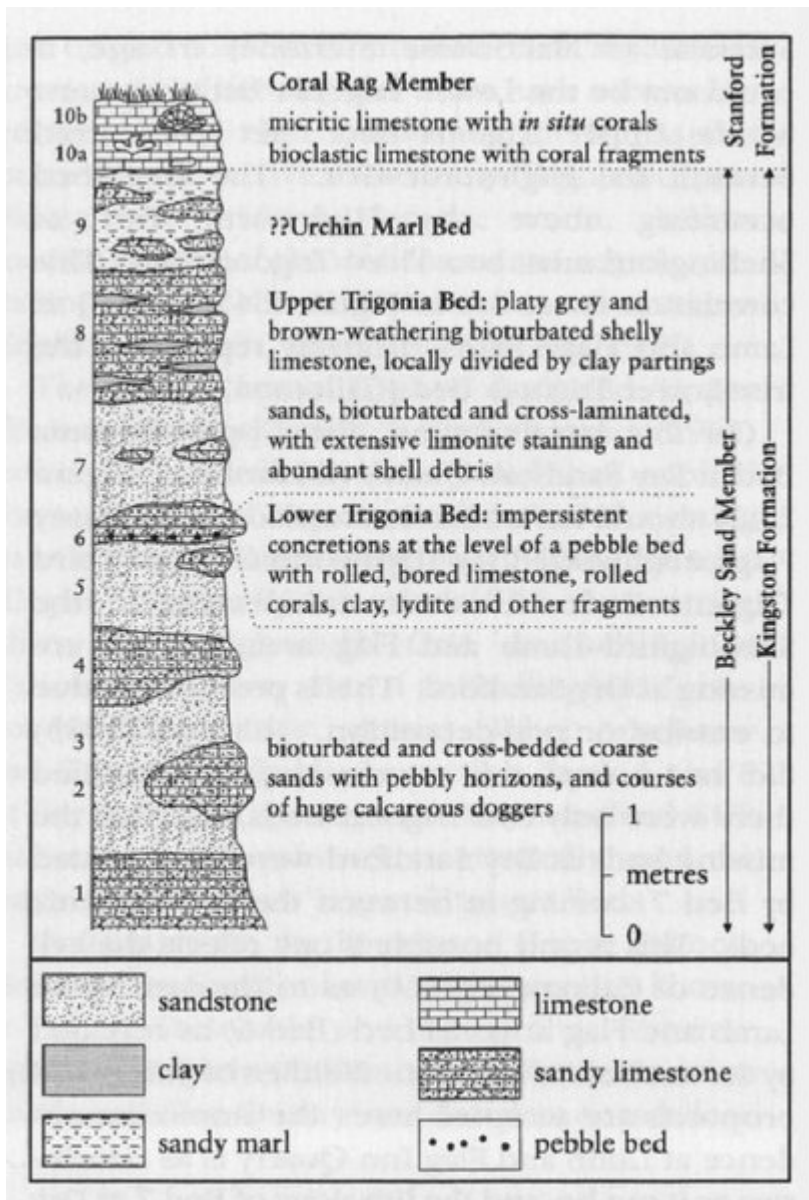 Coral Rag Member
micritic limestone with in situ corals
bioclastic limestone with coral fragments
10b
10a
9
??Urchin Marl Bed
8
Upper Trigonia Bed: platy grey and
brown-weathering bioturbated shelly
limestone, locally divided by clay partings
7
sands, bioturbated and cross-laminated,
with extensive limonite staining and
abundant shell debris
6
Lower Trigonia Bed: impersistent
concretions at the level of a pebble bed
with rolled, bored limestone, rolled
corals, clay, lydite and other fragments
5
4
3
2
bioturbated and cross-bedded coarse
sands with pebbly horizons, and courses
of huge calcareous doggers
1
1
metres
0
Stanford
Formation
Beckley Sand Member
Kingston Formation
sandstone
limestone
clay
sandy limestone
sandy marl
pebble bed